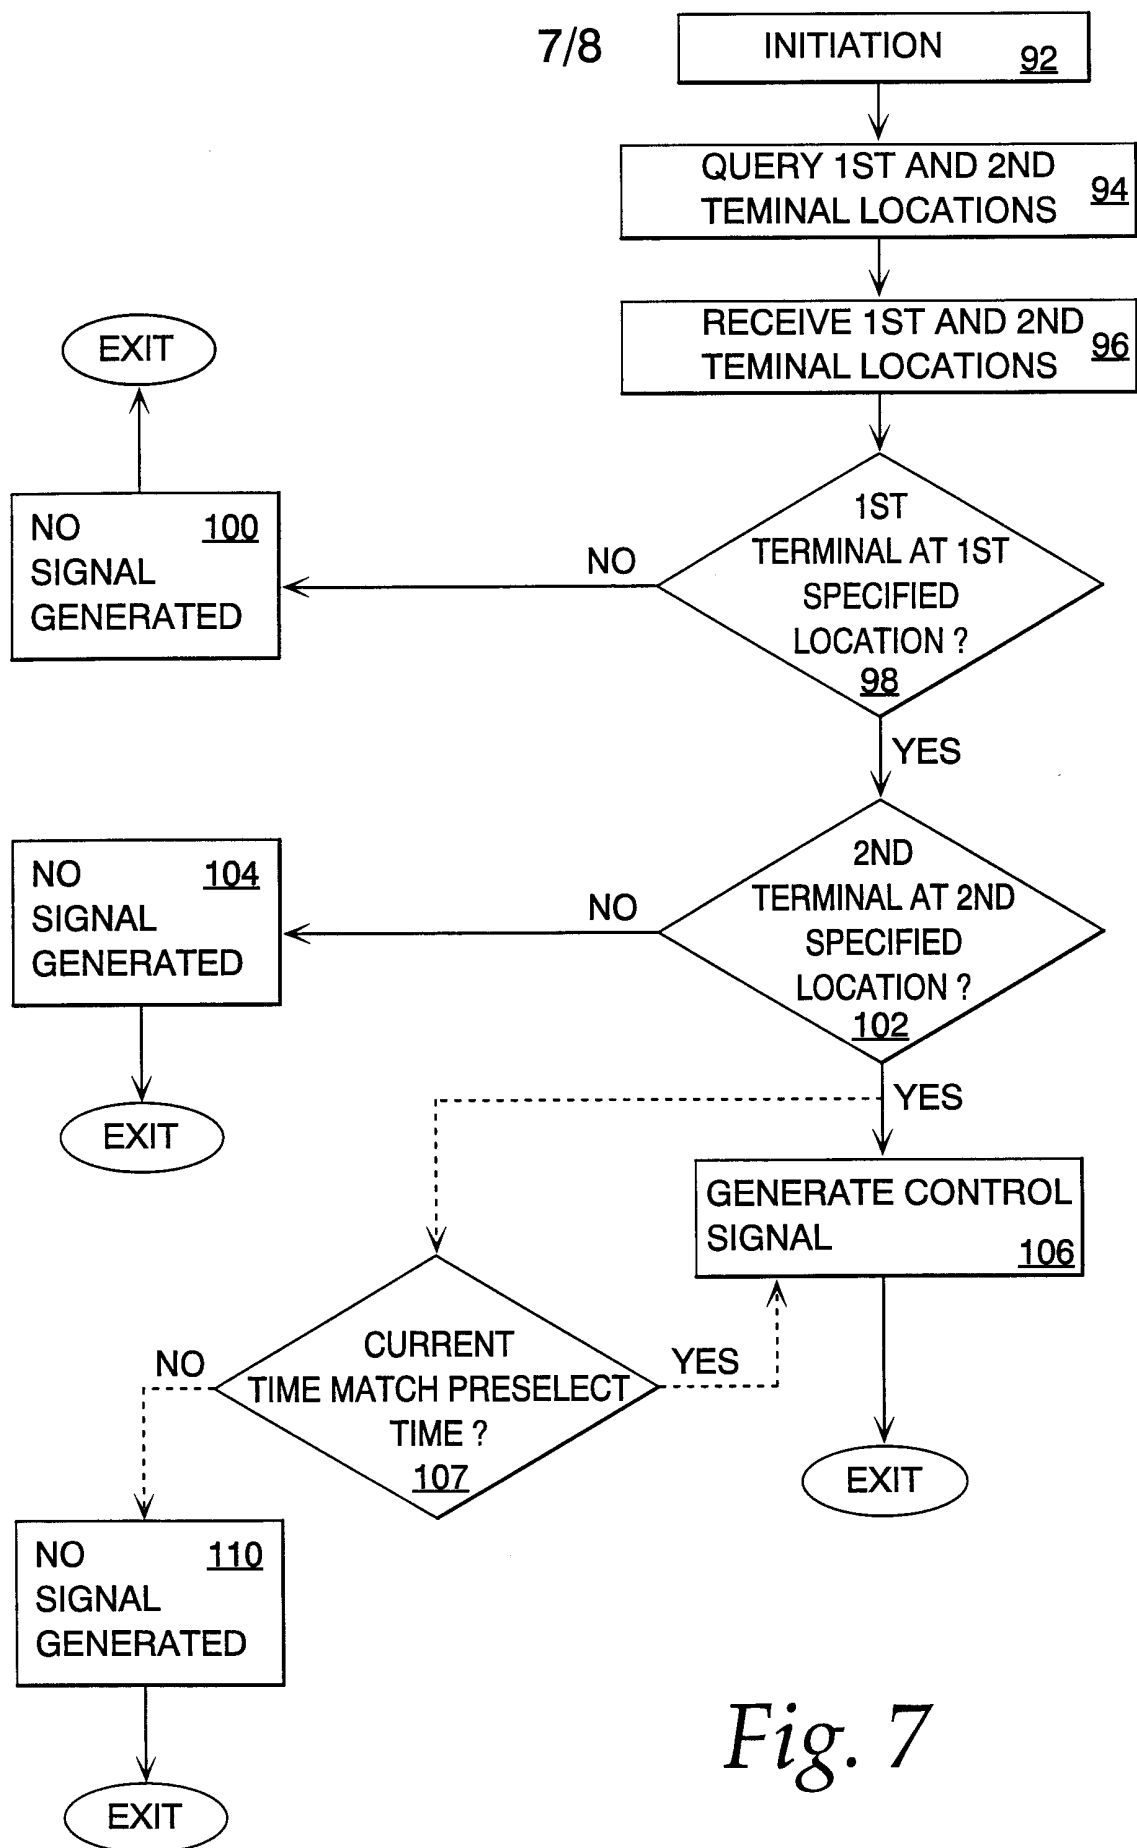 7/8
INITIATION 92
QUERY 1ST AND 2ND
TEMINAL LOCATIONS 94
RECEIVE 1ST AND 2ND
TEMINAL LOCATIONS 96
EXIT
NO 100
SIGNAL
GENERATED
NO
1ST
TERMINAL AT 1ST
SPECIFIED
LOCATION ?
98
YES
NO 104
SIGNAL
GENERATED
EXIT
NO
2ND
TERMINAL AT 2ND
SPECIFIED
LOCATION ?
102
YES
GENERATE CONTROL
SIGNAL 106
EXIT
NO
CURRENT
TIME MATCH PRESELECT
TIME ?
107
YES
NO 110
SIGNAL
GENERATED
EXIT
Fig. 7